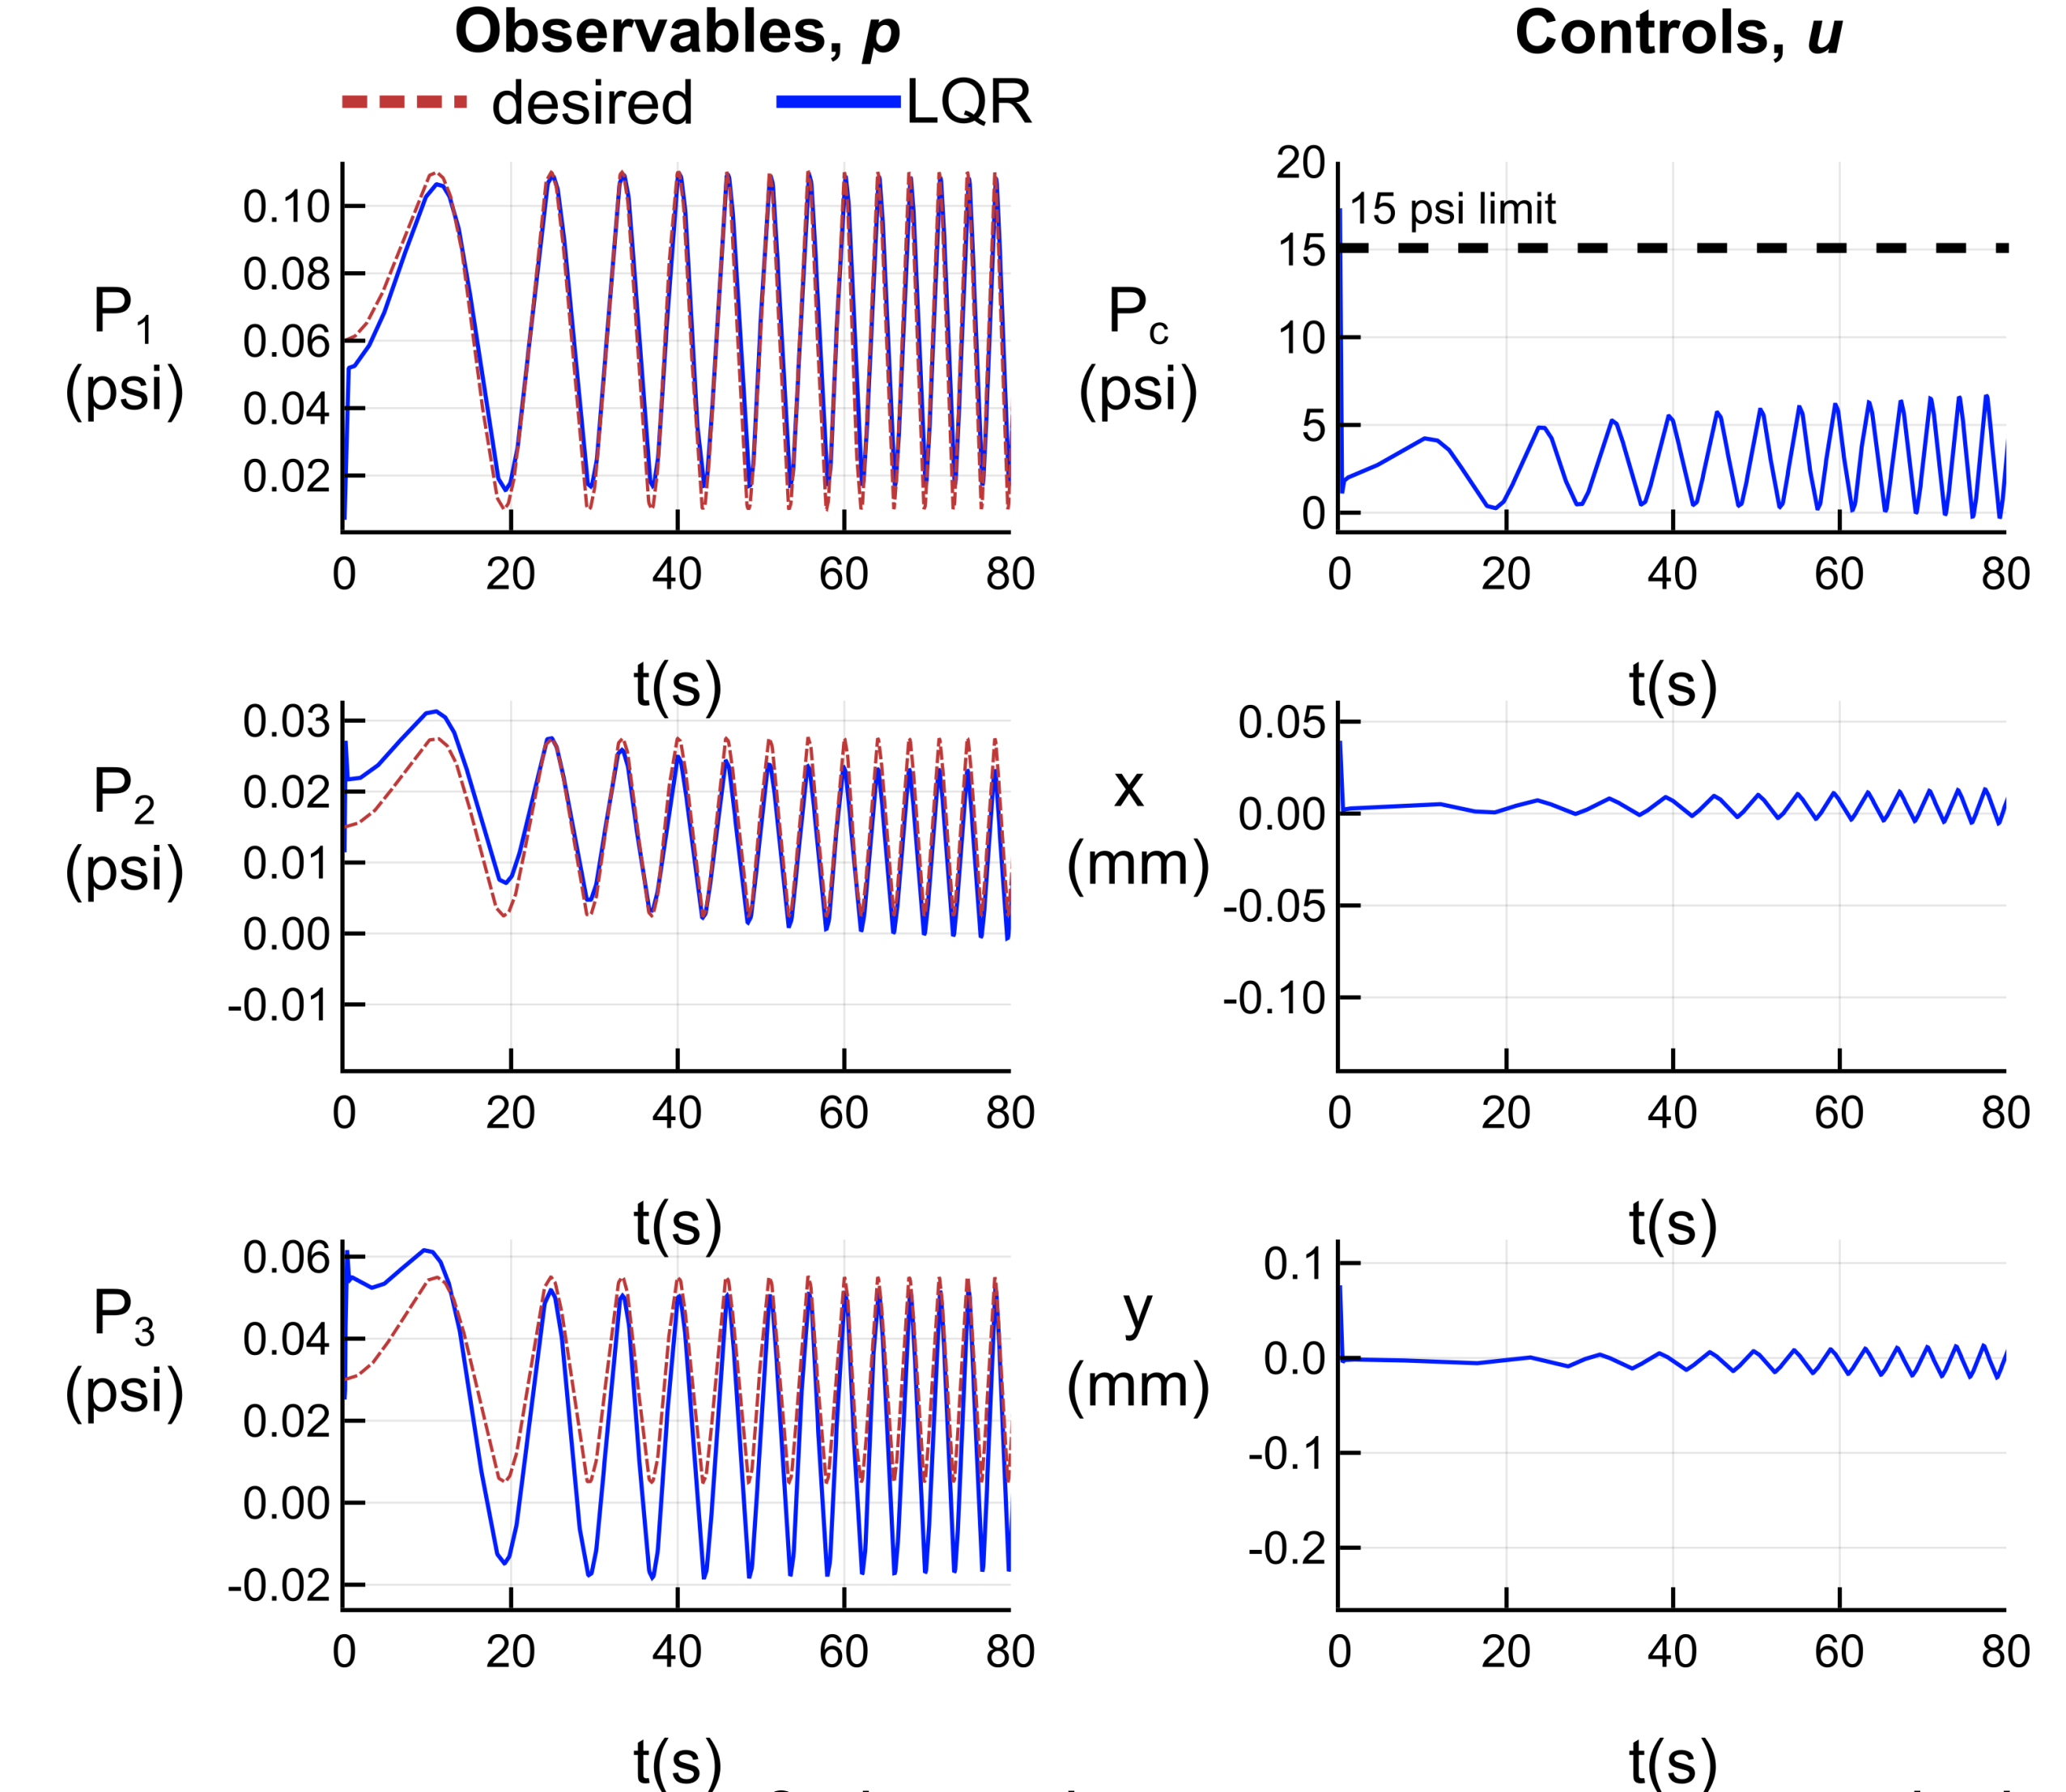 Observables, p
Controls, u
desired
LQR
P1
(psi)
0.10
0.08
0.06
0.04
0.02
0
20
40
60
80
t(s)
Pc
(psi)
20
15 psi limit
15
10
5
0
0
20
40
60
80
t(s)
P2
(psi)
0.03
0.02
0.01
0.00
-0.01
0
20
40
60
80
t(s)
x
(mm)
0.05
0.00
-0.05
-0.10
0
20
40
60
80
t(s)
P3
(psi)
0.06
0.04
0.02
0.00
-0.02
0
20
40
60
80
t(s)
y
(mm)
0.1
0.0
-0.1
-0.2
0
20
40
60
80
t(s)